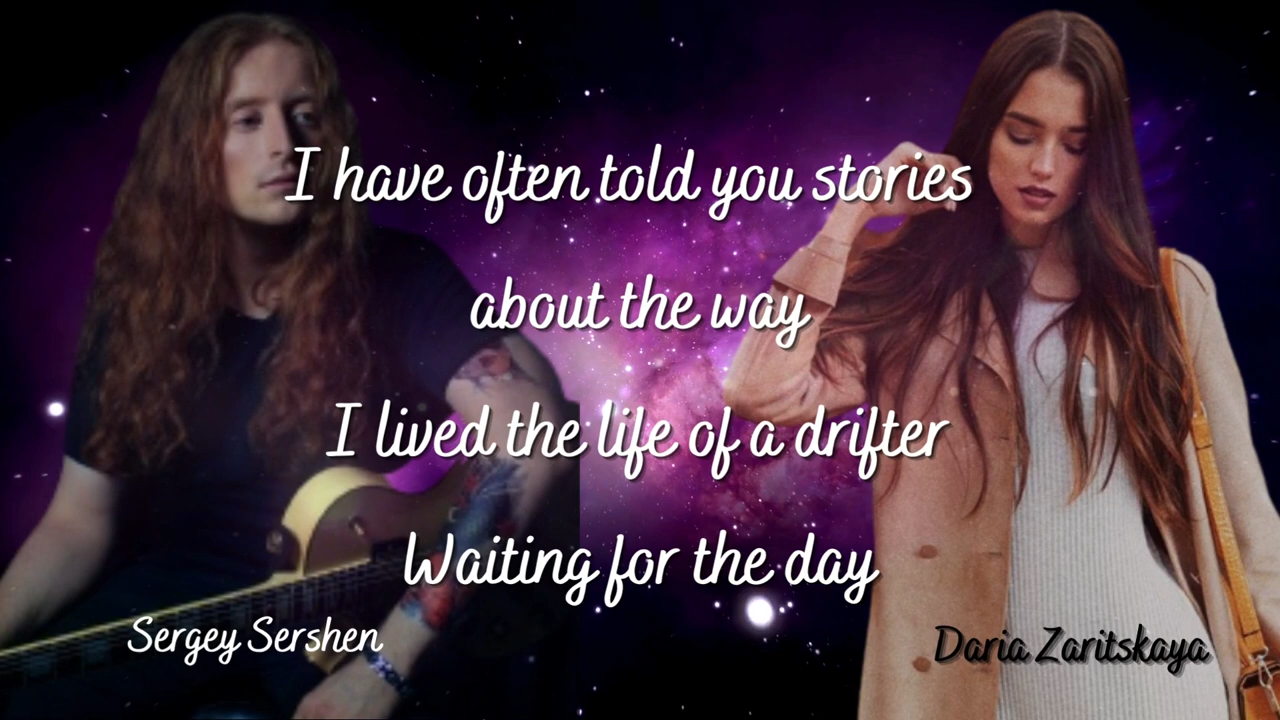 I have often told you stories
about the way
I lived the life of a drifter
Waiting for the day
Sergey Sershen
Daria Zaritskaya